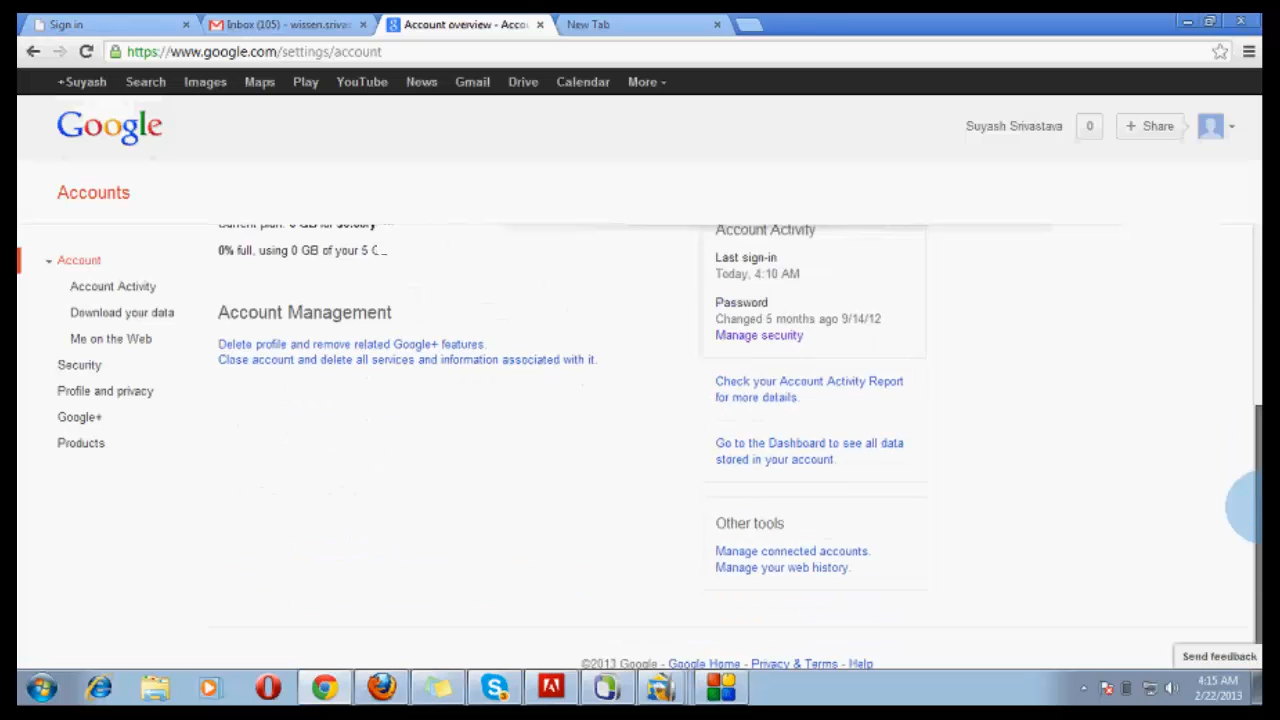 Sign in
Inbox (105) - wissen.sriva
Account overview - Acco
New Tab
https://www.google.com/settings/account
+Suyash Search Images Maps Play YouTube News Gmail Drive Calendar More
Google
Suyash Srivastava
0
+ Share
Accounts
0% full, using 0 GB of your 5
Account
Account Activity
Download your data
Me on the Web
Security
Profile and privacy
Google+
Products
Account Management
Delete profile and remove related Google+ features.
Close account and delete all services and information associated with it.
Account Activity
Last sign-in
Today, 4:10 AM
Password
Changed 5 months ago 9/14/12
Manage security
Check your Account Activity Report
for more details.
Go to the Dashboard to see all data
stored in your account.
Other tools
Manage connected accounts.
Manage your web history.
©2013 Google - Google Home - Privacy & Terms - Help
Send feedback
4:15 AM
2/22/2013